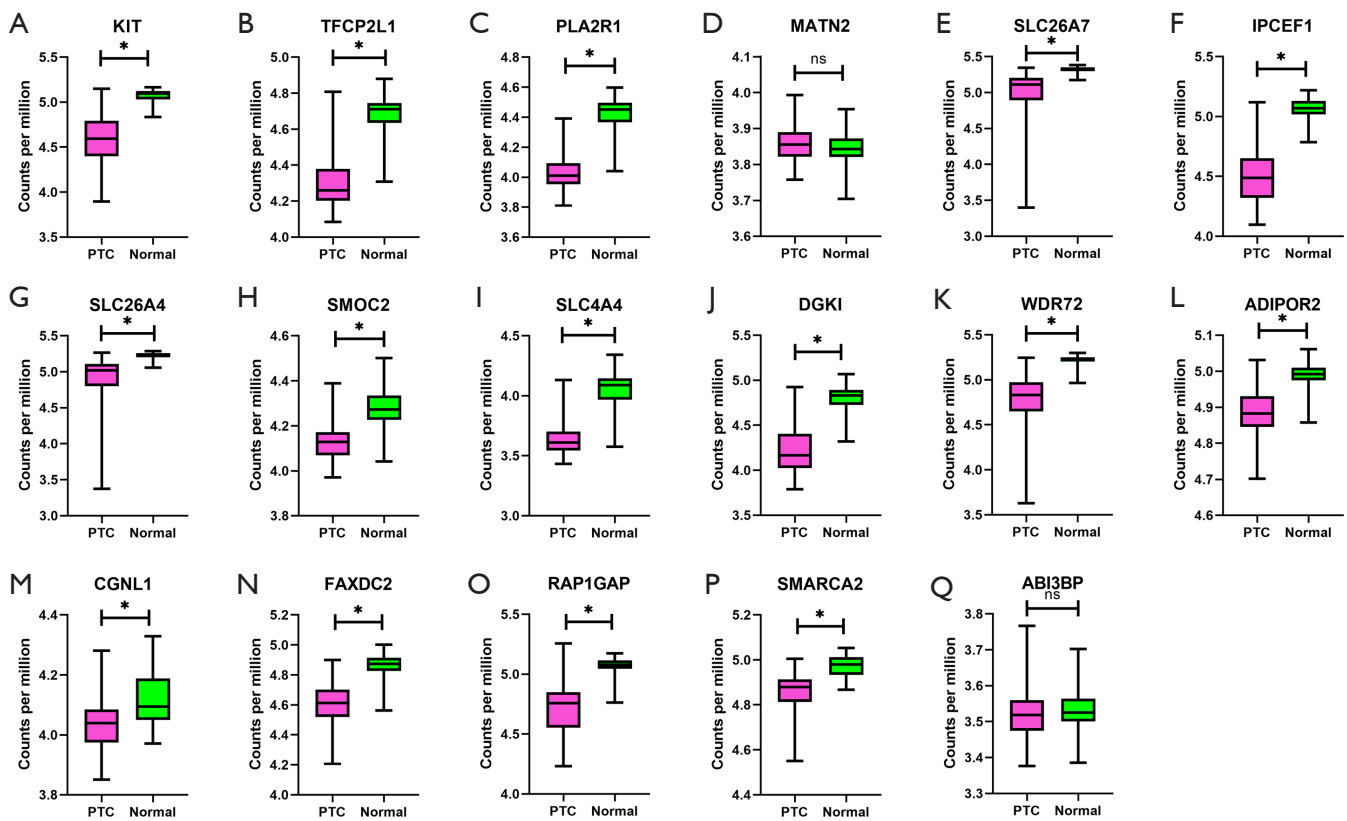 A
KIT
*
Counts per million
5.5
5.0
4.5
4.0
3.5
PTC Normal
B
TFCP2L1
*
Counts per million
5.0
4.8
4.6
4.4
4.2
4.0
PTC Normal
C
PLA2R1
*
Counts per million
4.8
4.6
4.4
4.2
4.0
3.8
3.6
PTC Normal
D
MATN2
ns
Counts per million
4.1
4.0
3.9
3.8
3.7
3.6
PTC Normal
E
SLC26A7
*
Counts per million
5.5
5.0
4.5
4.0
3.5
3.0
PTC Normal
F
IPCEF1
*
Counts per million
5.5
5.0
4.5
4.0
PTC Normal
G
SLC26A4
*
Counts per million
5.5
5.0
4.5
4.0
3.5
3.0
PTC Normal
H
SMOC2
*
Counts per million
4.6
4.4
4.2
4.0
3.8
PTC Normal
I
SLC4A4
*
Counts per million
4.5
4.0
3.5
3.0
PTC Normal
J
DGKI
*
Counts per million
5.5
5.0
4.5
4.0
3.5
PTC Normal
K
WDR72
*
Counts per million
5.5
5.0
4.5
4.0
3.5
PTC Normal
L
ADIPOR2
*
Counts per million
5.1
5.0
4.9
4.8
4.7
4.6
PTC Normal
M
CGNL1
*
Counts per million
4.4
4.2
4.0
3.8
PTC Normal
N
FAXDC2
*
Counts per million
5.2
5.0
4.8
4.6
4.4
4.2
4.0
PTC Normal
O
RAP1GAP
*
Counts per million
5.5
5.0
4.5
4.0
PTC Normal
P
SMARCA2
*
Counts per million
5.2
5.0
4.8
4.6
4.4
PTC Normal
Q
ABI3BP
ns
Counts per million
3.8
3.7
3.6
3.5
3.4
3.3
PTC Normal